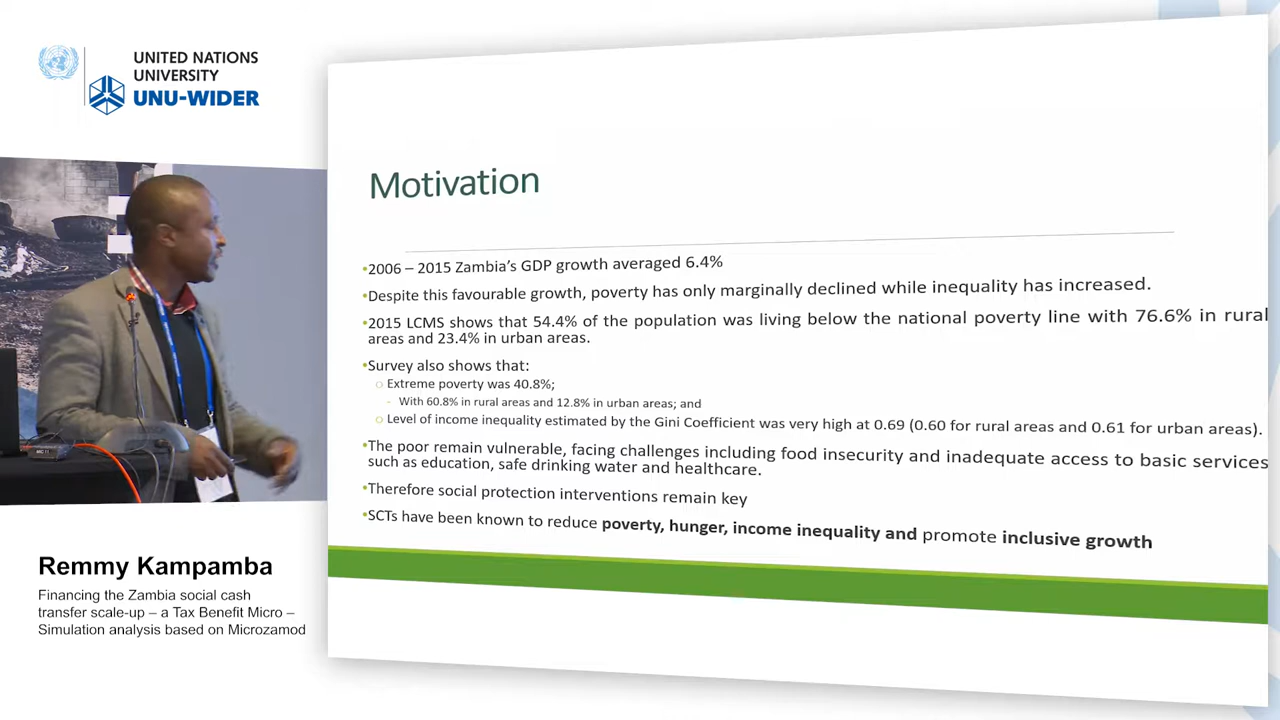 UNITED NATIONS
UNIVERSITY
UNU-WIDER
Motivation
•2006 – 2015 Zambia's GDP growth averaged 6.4%
•Despite this favourable growth, poverty has only marginally declined while inequality has increased.
•2015 LCMS shows that 54.4% of the population was living below the national poverty line with 76.6% in rural
areas and 23.4% in urban areas.
•Survey also shows that:
○ Extreme poverty was 40.8%;
- With 60.8% in rural areas and 12.8% in urban areas; and
○ Level of income inequality estimated by the Gini Coefficient was very high at 0.69 (0.60 for rural areas and 0.61 for urban areas).
•The poor remain vulnerable, facing challenges including food insecurity and inadequate access to basic services
such as education, safe drinking water and healthcare.
•Therefore social protection interventions remain key
•SCTs have been known to reduce poverty, hunger, income inequality and promote inclusive growth
Remmy Kampamba
Financing the Zambia social cash
transfer scale-up – a Tax Benefit Micro –
Simulation analysis based on Microzamod